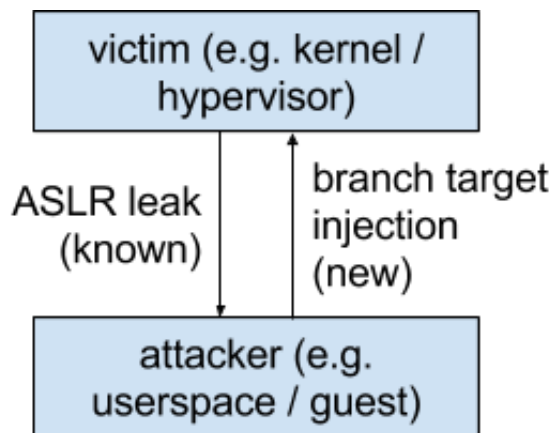 victim (e.g. kernel /
hypervisor)
ASLR leak
(known)
branch target
injection
(new)
attacker (e.g.
userspace / guest)